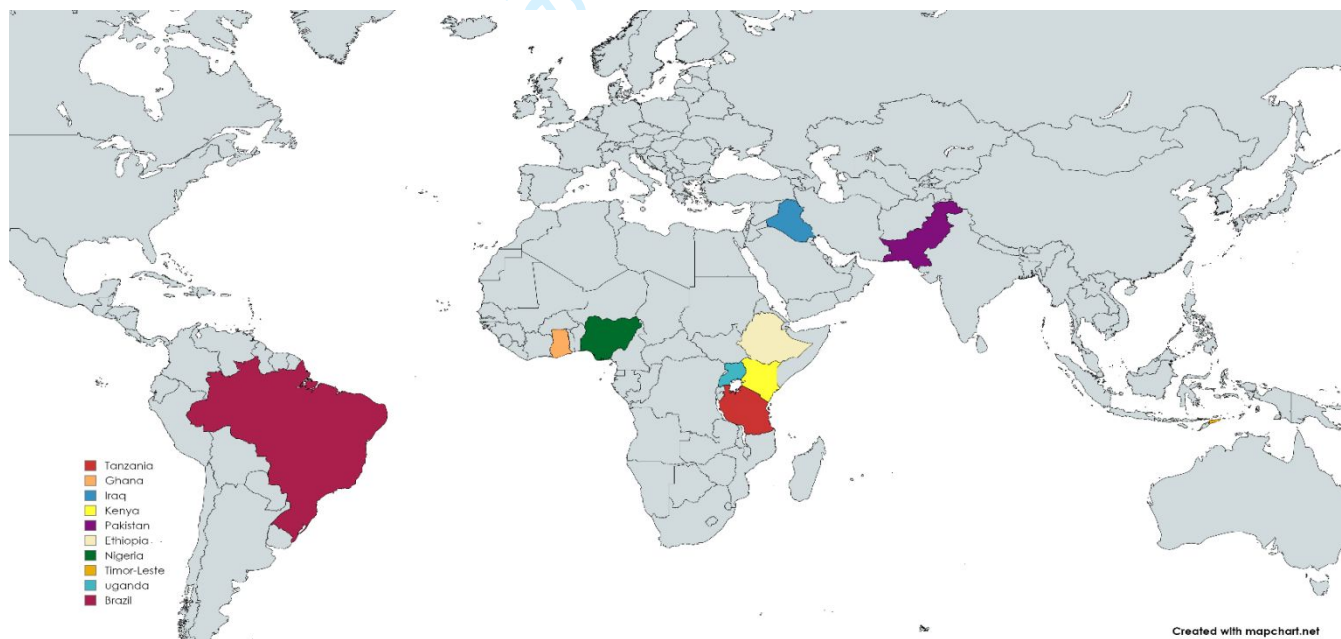 Tanzania
Ghana
Iraq
Kenya
Pakistan
Ethiopia
Nigeria
Timor-Leste
uganda
Brazil
Created with mapchart.net